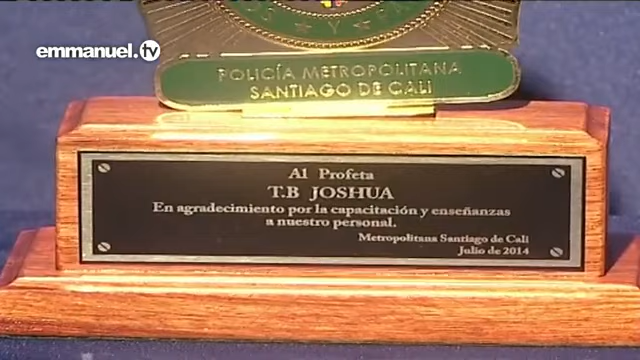 emmanuel.tv
Y
POLICÍA METROPOLITANA
SANTIAGO DE CALI
Al Profeta
T.B JOSHUA
En agradecimiento por la capacitación y enseñanzas
a nuestro personal.
Metropolitana Santiago de Cali
Julio de 2014